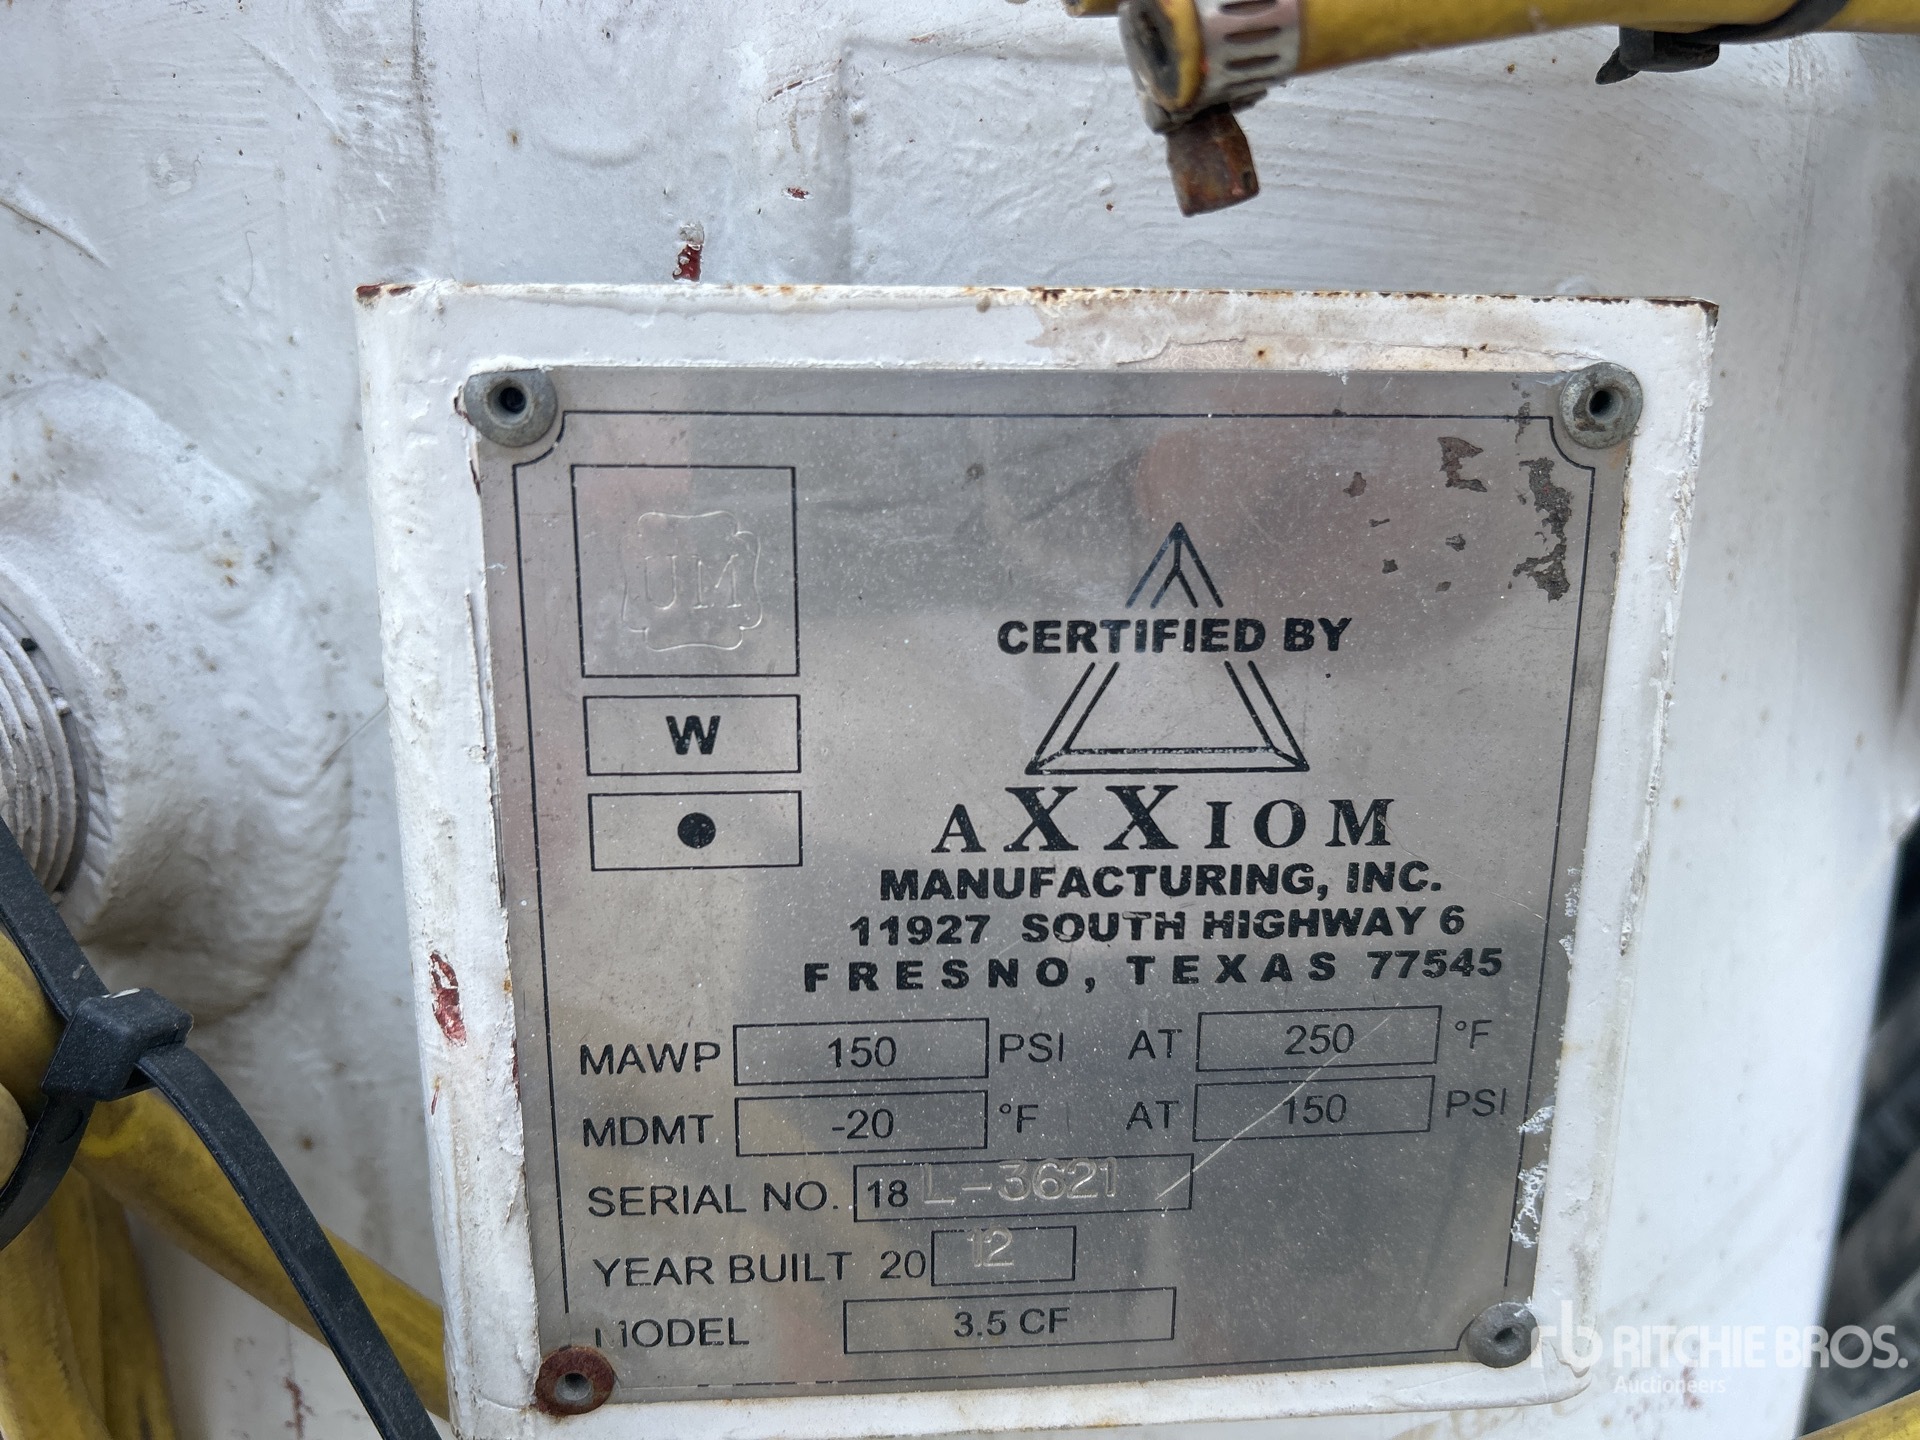 UM
W
CERTIFIED BY
AXXIOM
MANUFACTURING, INC.
11927 SOUTH HIGHWAY 6
FRESNO, TEXAS 77545
MAWP 150 PSI AT 250 °F
MDMT -20 °F AT 150 PSI
SERIAL NO. 18 L-3621
YEAR BUILT 20 12
MODEL 3.5 CF
rb RITCHIE BROS.
Auctioneers